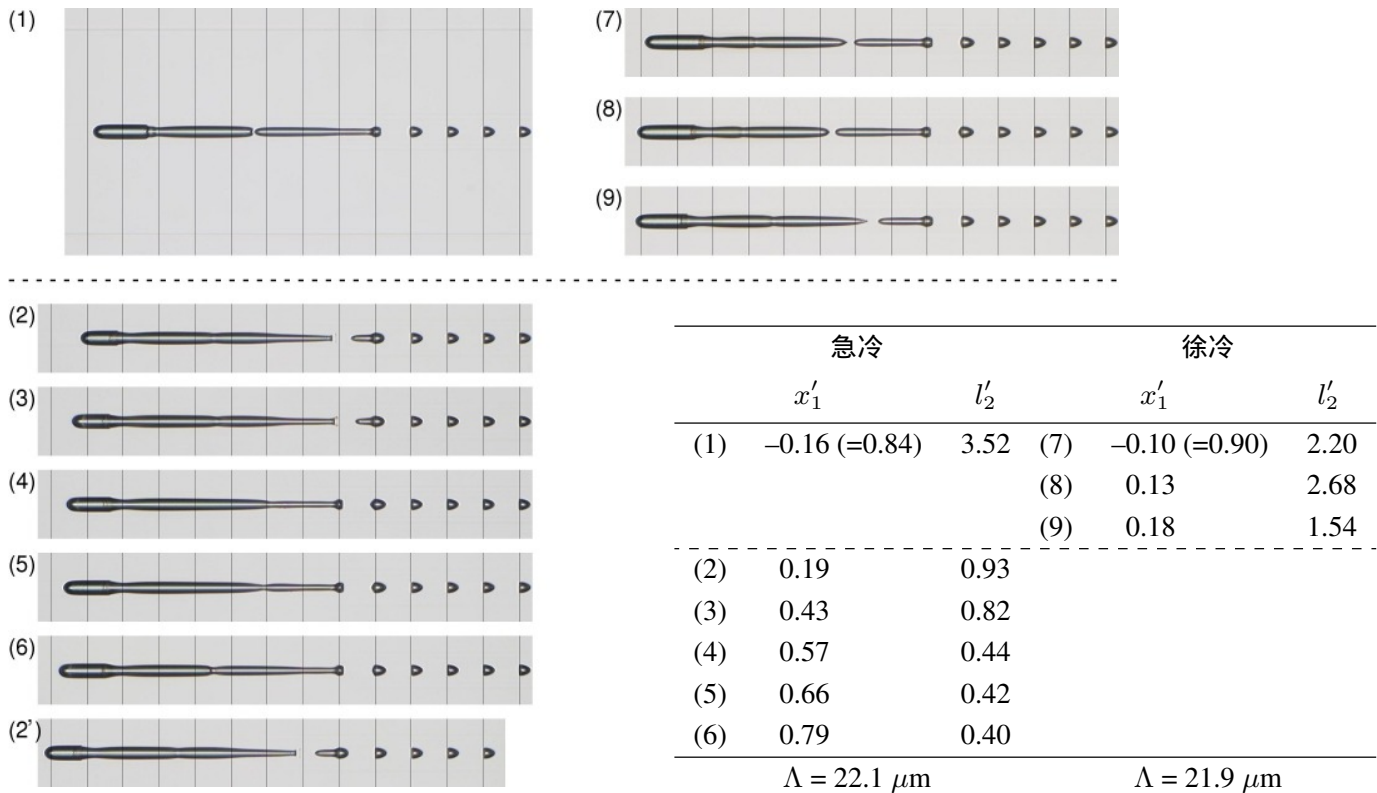 (1)
(7)
(8)
(9)
(2)
(3)
(4)
(5)
(6)
(2')
急冷 徐冷
x′₁ l′₂ x′₁ l′₂
(1) –0.16 (=0.84) 3.52 (7) –0.10 (=0.90) 2.20
(8) 0.13 2.68
(9) 0.18 1.54
(2) 0.19 0.93
(3) 0.43 0.82
(4) 0.57 0.44
(5) 0.66 0.42
(6) 0.79 0.40
Λ = 22.1 μm Λ = 21.9 μm